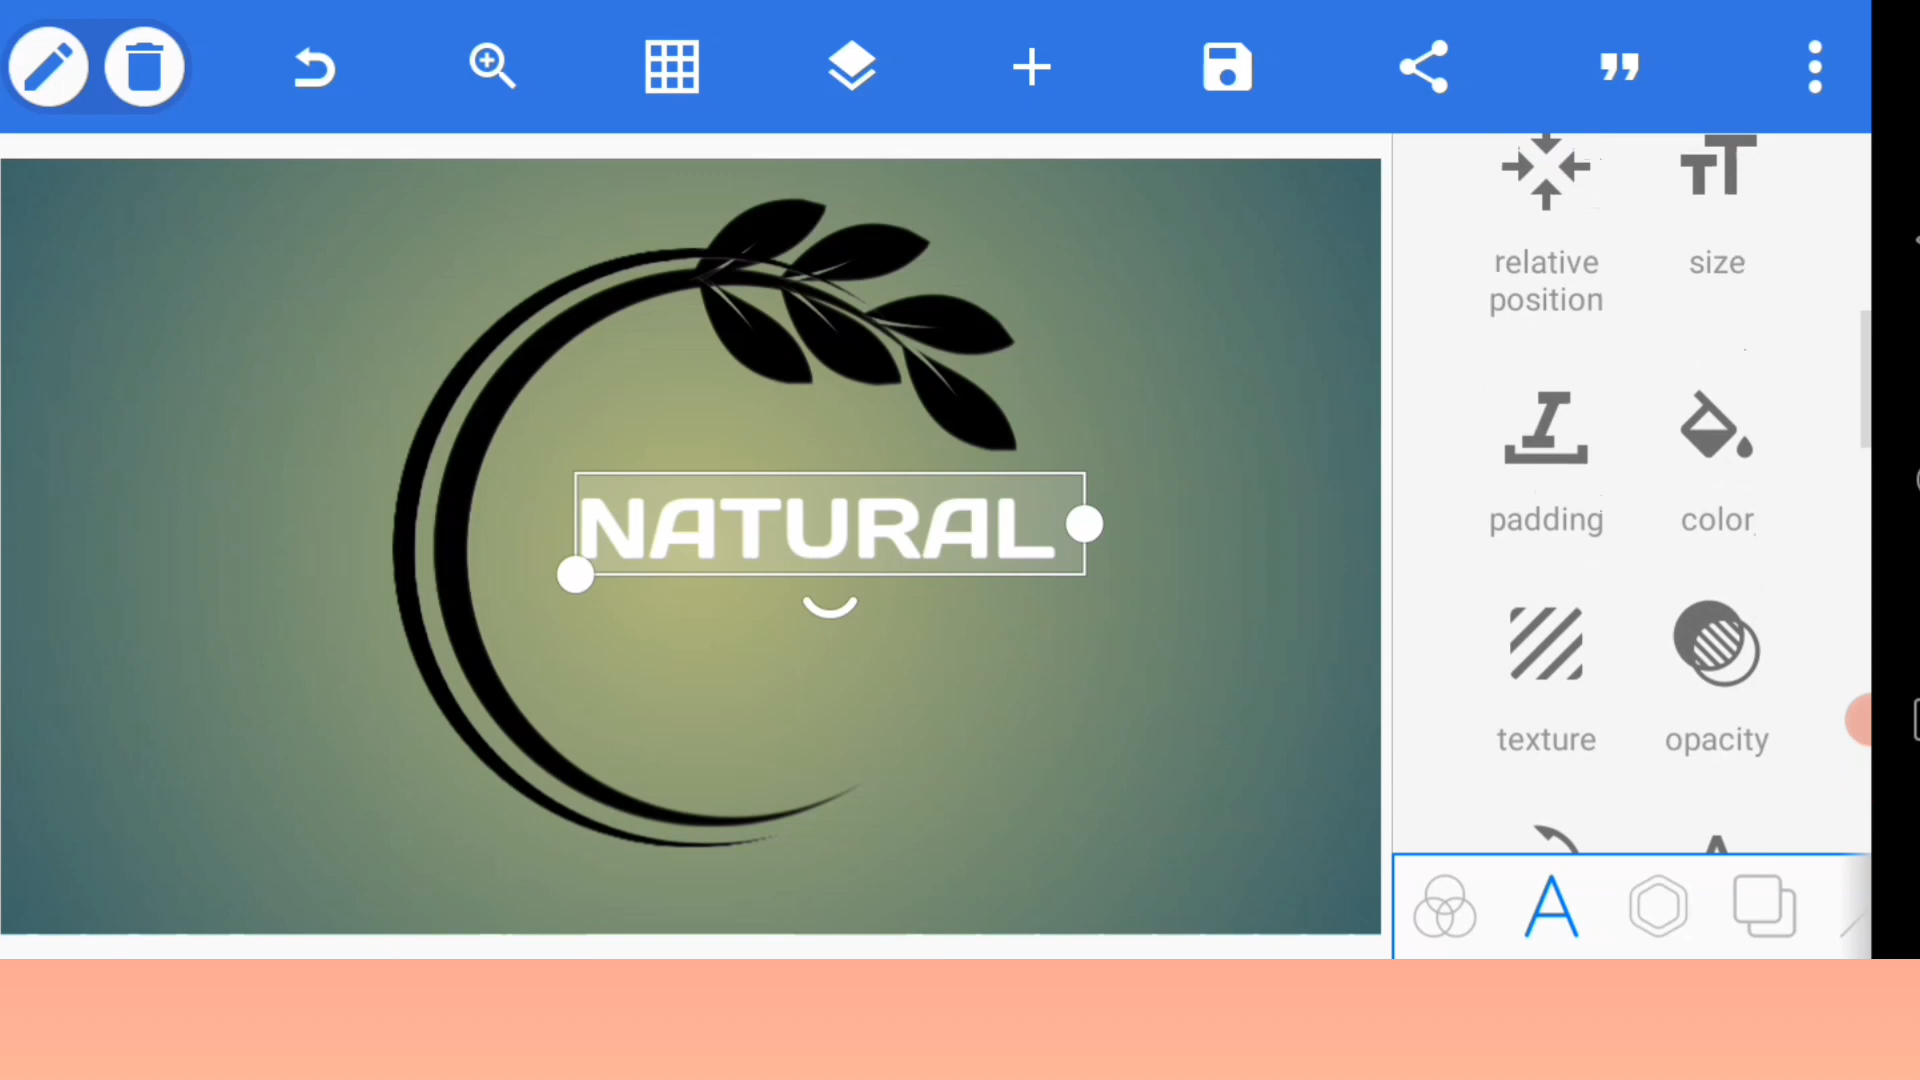 relative
position
size
NATURAL
padding
color
texture
opacity